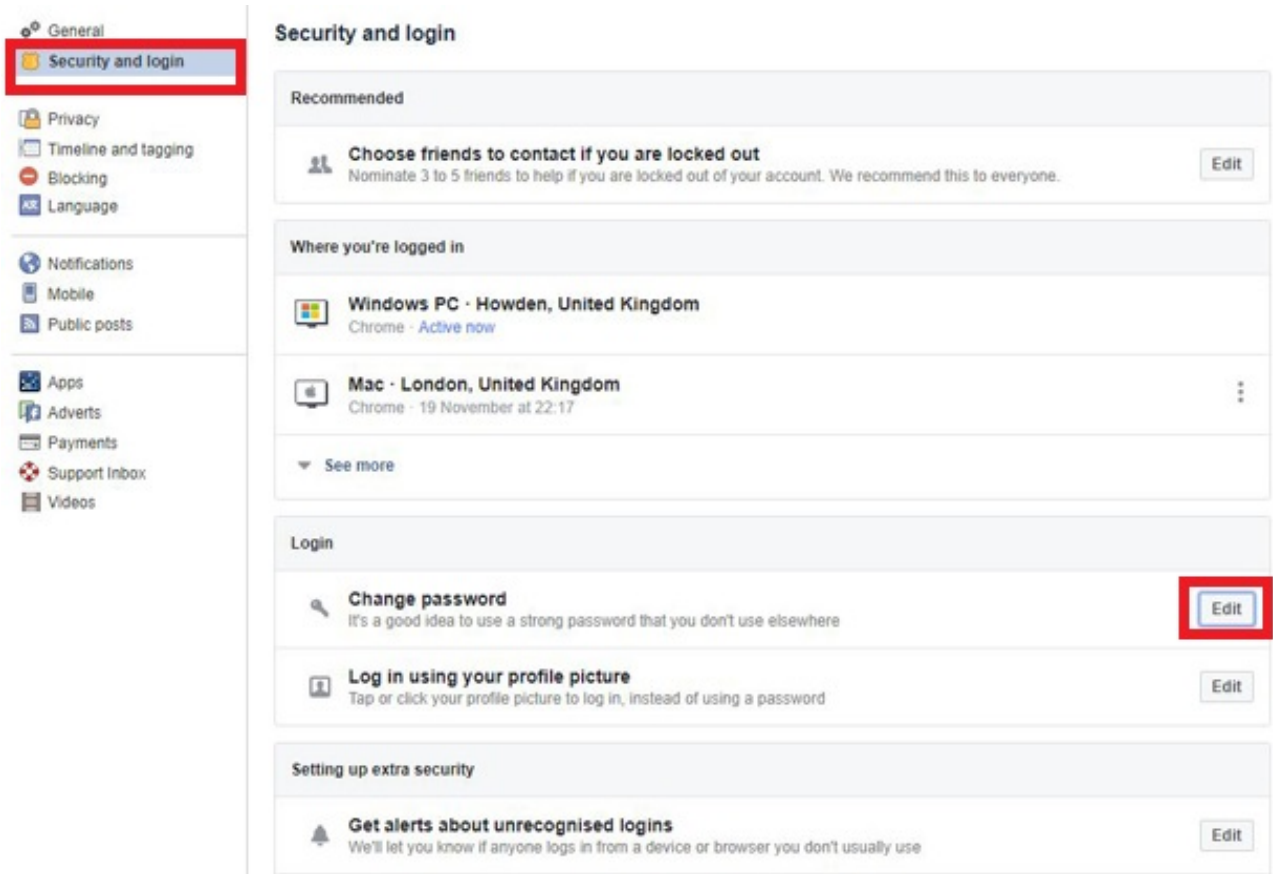 General
Security and login
Privacy
Timeline and tagging
Blocking
Language
Notifications
Mobile
Public posts
Apps
Adverts
Payments
Support Inbox
Videos
Security and login
Recommended
Choose friends to contact if you are locked out
Nominate 3 to 5 friends to help if you are locked out of your account. We recommend this to everyone.
Edit
Where you're logged in
Windows PC · Howden, United Kingdom
Chrome · Active now
Mac · London, United Kingdom
Chrome · 19 November at 22:17
See more
Login
Change password
It's a good idea to use a strong password that you don't use elsewhere
Edit
Log in using your profile picture
Tap or click your profile picture to log in, instead of using a password
Edit
Setting up extra security
Get alerts about unrecognised logins
We'll let you know if anyone logs in from a device or browser you don't usually use
Edit